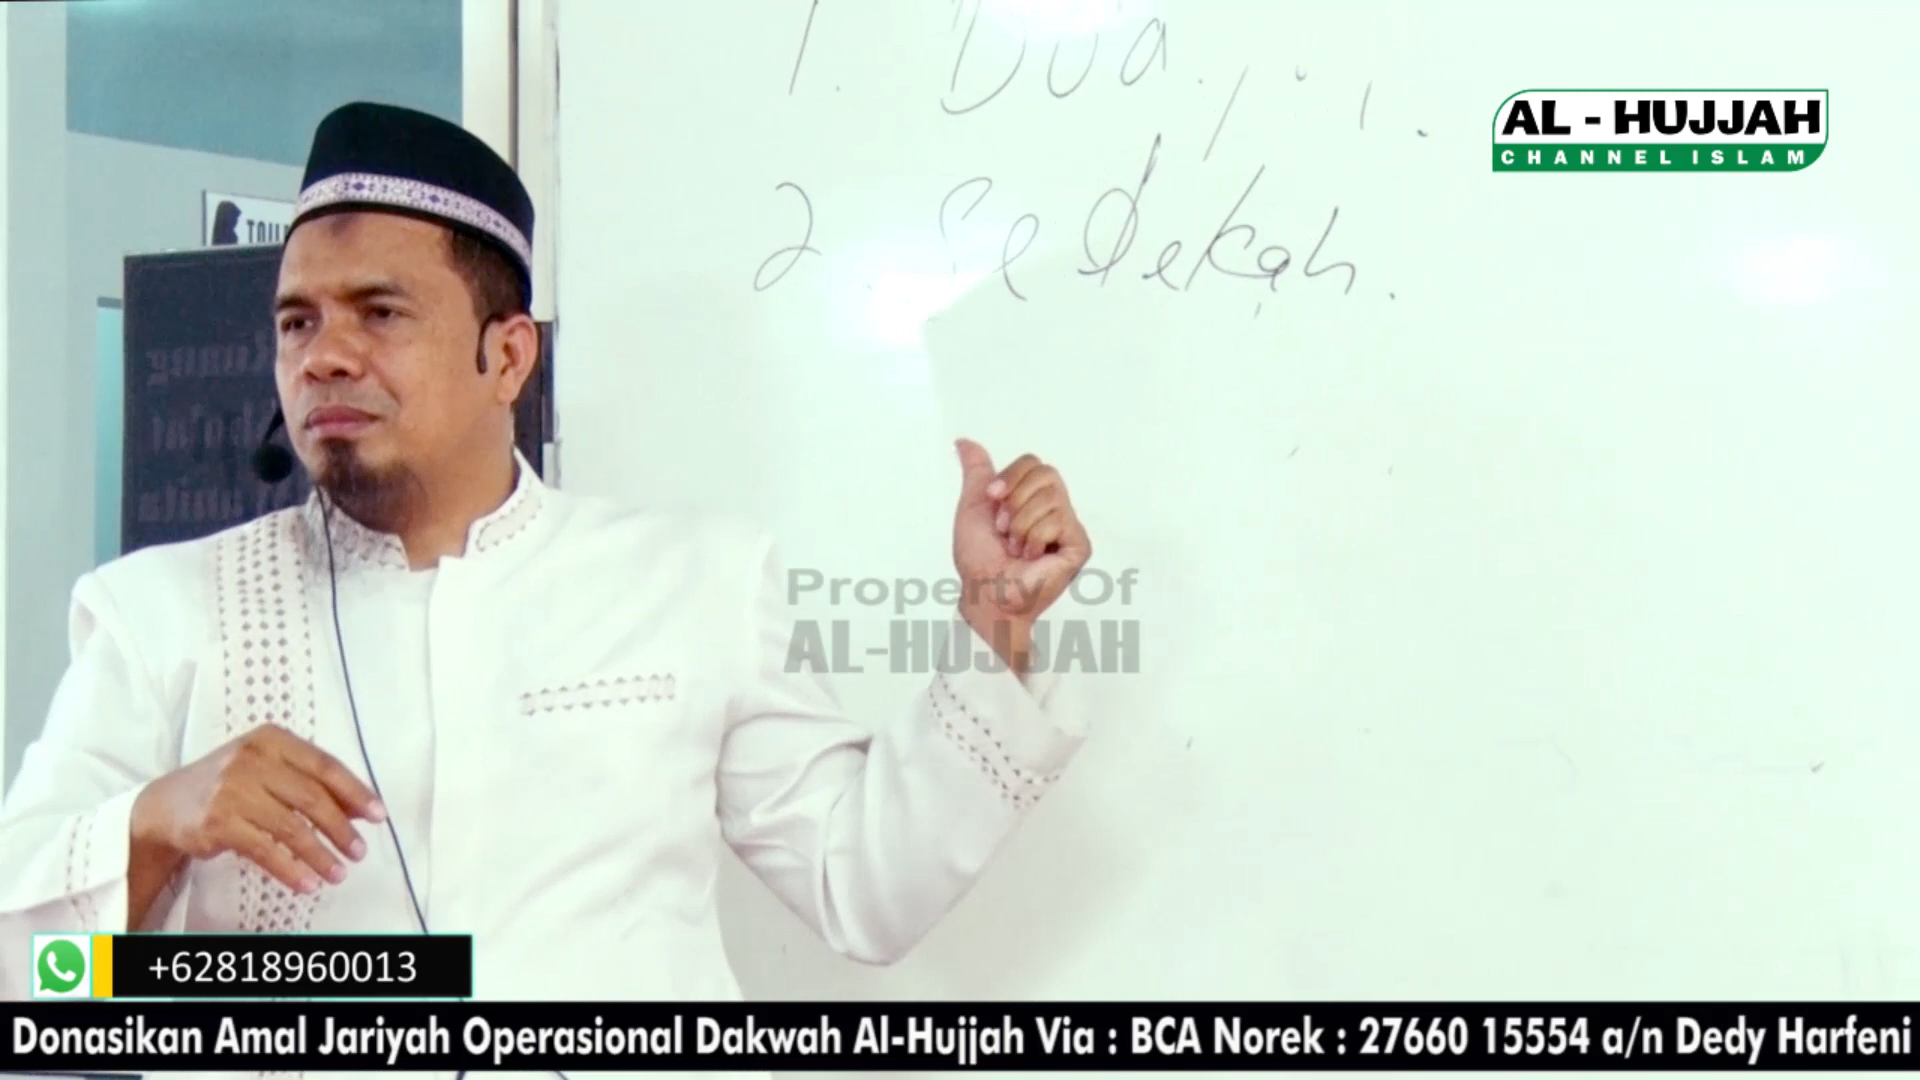 1. Doa
AL - HUJJAH
CHANNEL ISLAM
2. Sedekah.
Property Of
AL-HUJJAH
+62818960013
Donasikan Amal Jariyah Operasional Dakwah Al-Hujjah Via : BCA Norek : 27660 15554 a/n Dedy Harfeni